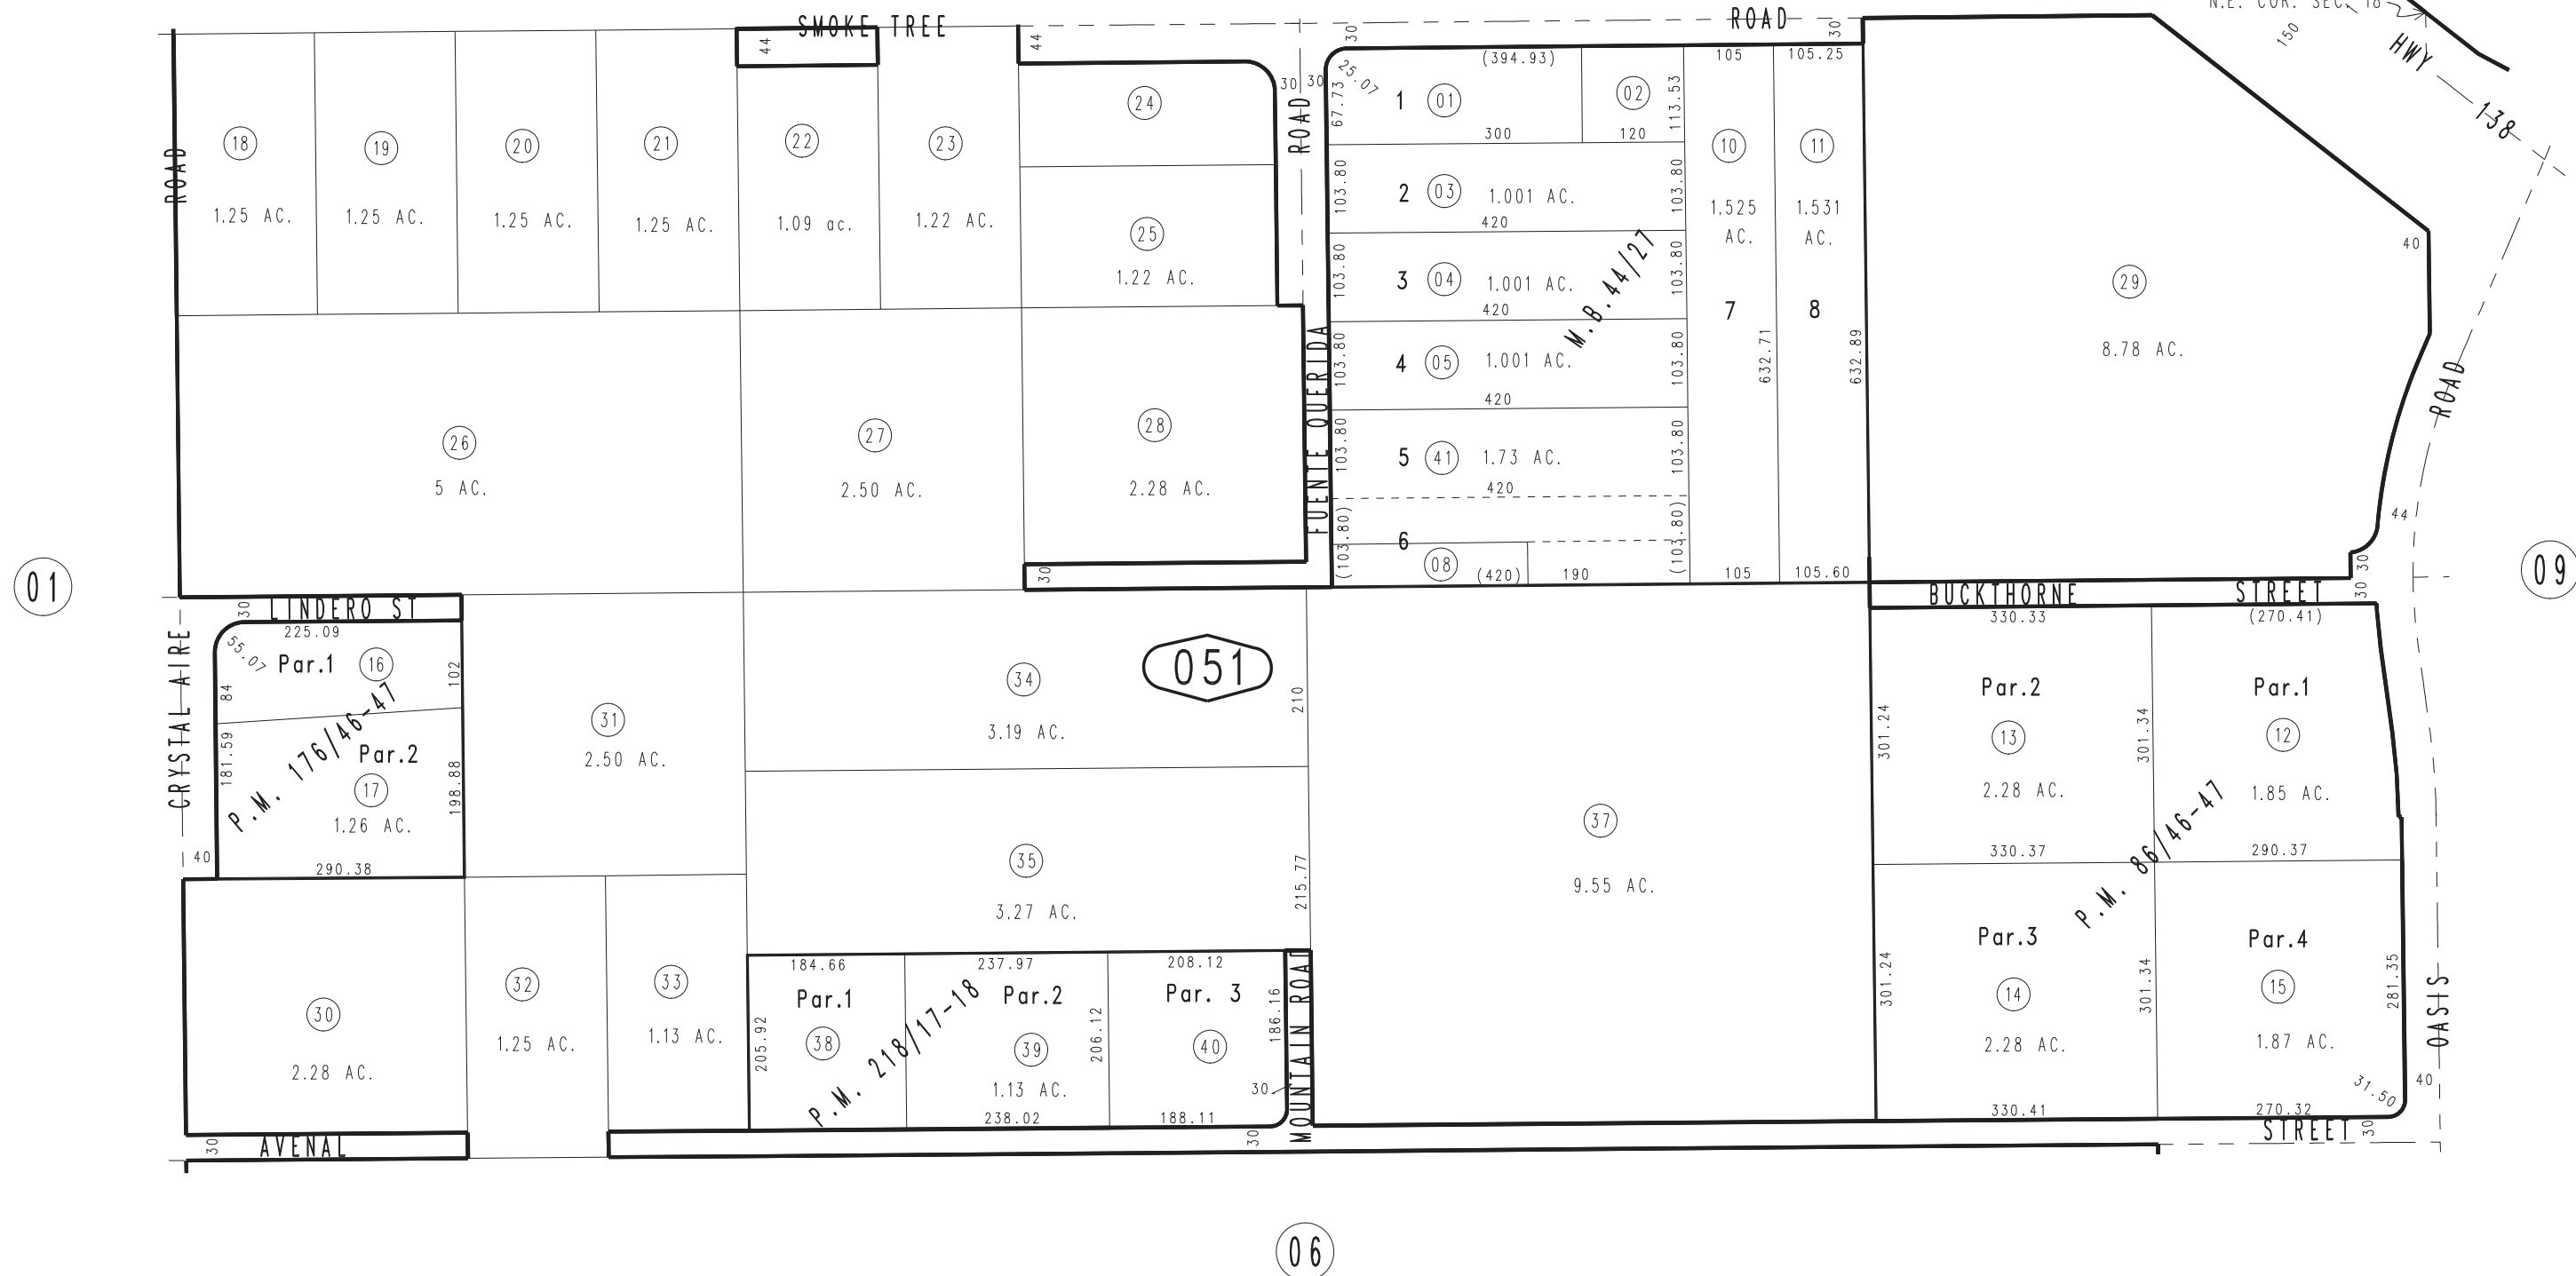 N.E. COR. SEC. 18
150
HWY
138
SMOKE TREE
ROAD
44
44
30
30
30 30
25.07
(394.93)
105
105.25
ROAD
18
1.25 AC.
19
1.25 AC.
20
1.25 AC.
21
1.25 AC.
22
1.09 ac.
23
1.22 AC.
24
25
1.22 AC.
ROAD
FUENTE QUERIDA
67.73
1 01
300
02
120
113.53
103.80
2 03 1.001 AC.
420
103.80
103.80
3 04 1.001 AC.
420
103.80
103.80
4 05 1.001 AC.
420
103.80
103.80
5 41 1.73 AC.
420
103.80
(103.80)
6
08
(420)
190
(103.80)
M.B. 44/27
10
1.525
AC.
7
632.71
105
11
1.531
AC.
8
632.89
105.60
29
8.78 AC.
40
ROAD
44
30 30
26
5 AC.
27
2.50 AC.
28
2.28 AC.
30
01
09
LINDERO ST
30
225.09
55.07
Par.1 16
102
84
CRYSTAL AIRE
P.M. 176/46-47
181.59
Par.2
17
1.26 AC.
198.88
40
290.38
31
2.50 AC.
34
3.19 AC.
051
210
35
3.27 AC.
215.77
37
9.55 AC.
BUCKTHORNE STREET
330.33
(270.41)
Par.2
13
2.28 AC.
301.24
301.34
330.37
Par.1
12
1.85 AC.
290.37
P.M. 86/46-47
Par.3
14
2.28 AC.
301.24
301.34
330.41
Par.4
15
1.87 AC.
281.35
31.50
270.32
OASIS
40
30
2.28 AC.
32
1.25 AC.
33
1.13 AC.
184.66
Par.1
38
205.92
P.M. 218/17-18
237.97
Par.2
39
1.13 AC.
206.12
238.02
208.12
Par. 3
40
186.16
30
188.11
MOUNTAIN ROAD
30
AVENAL
30
STREET
30
06